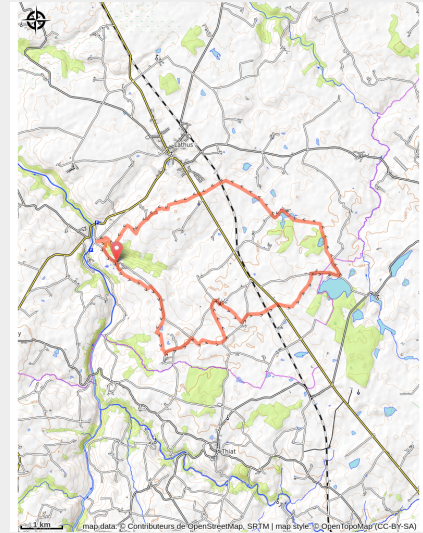 Lathus
Thiat
1 km
map data: © Contributeurs de OpenStreetMap, SRTM | map style: © OpenTopoMap (CC-BY-SA)